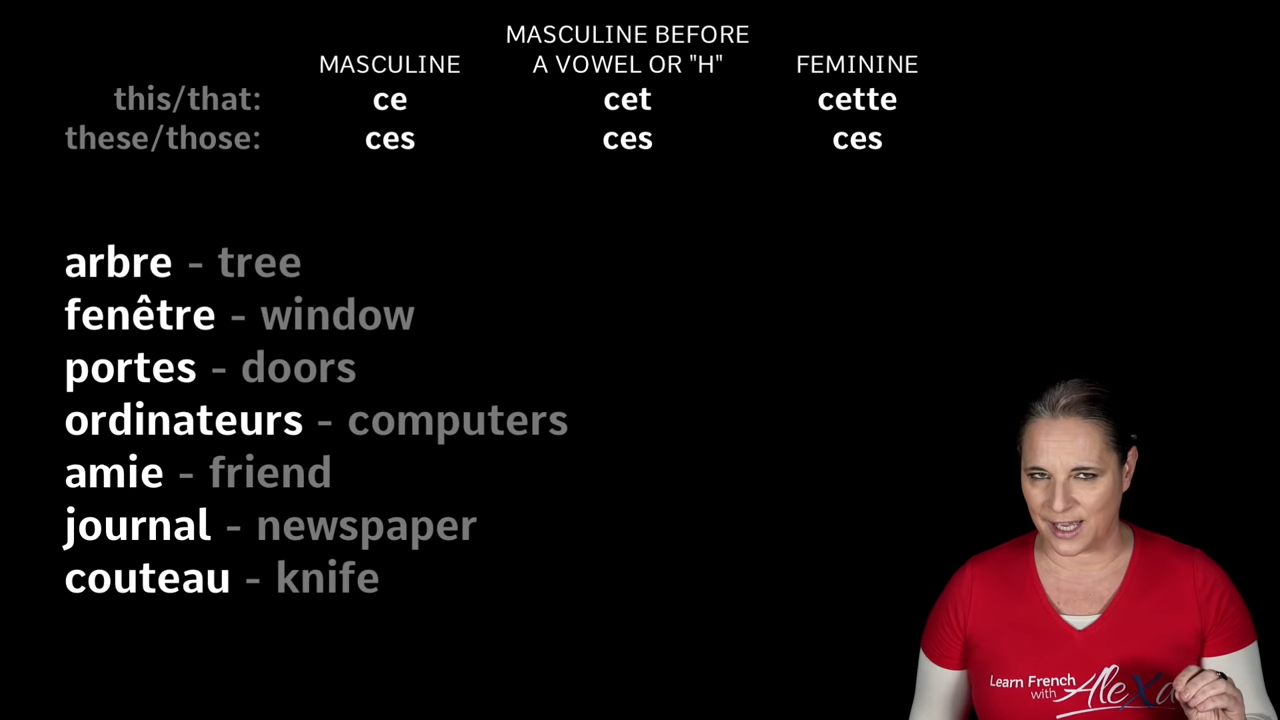 MASCULINE BEFORE
MASCULINE A VOWEL OR "H" FEMININE
this/that: ce cet cette
these/those: ces ces ces
arbre - tree
fenêtre - window
portes - doors
ordinateurs - computers
amie - friend
journal - newspaper
couteau - knife
Learn French
with Alexa